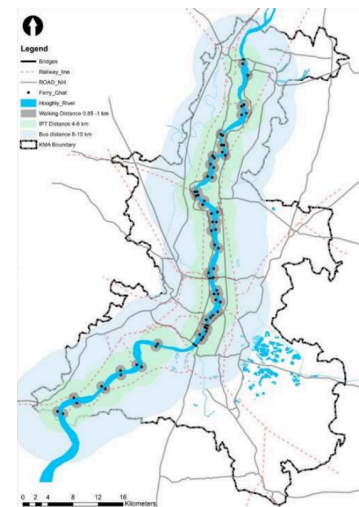 Legend
Bridges
Railway_line
ROAD_NH
Ferry_Ghat
Hooghly_River
Walking Distance 0.85 -1 km
IPT Distance 4-6 km
Bus distance 8-10 km
KMA Boundary
0 2 4 8 12 16
Kilometers